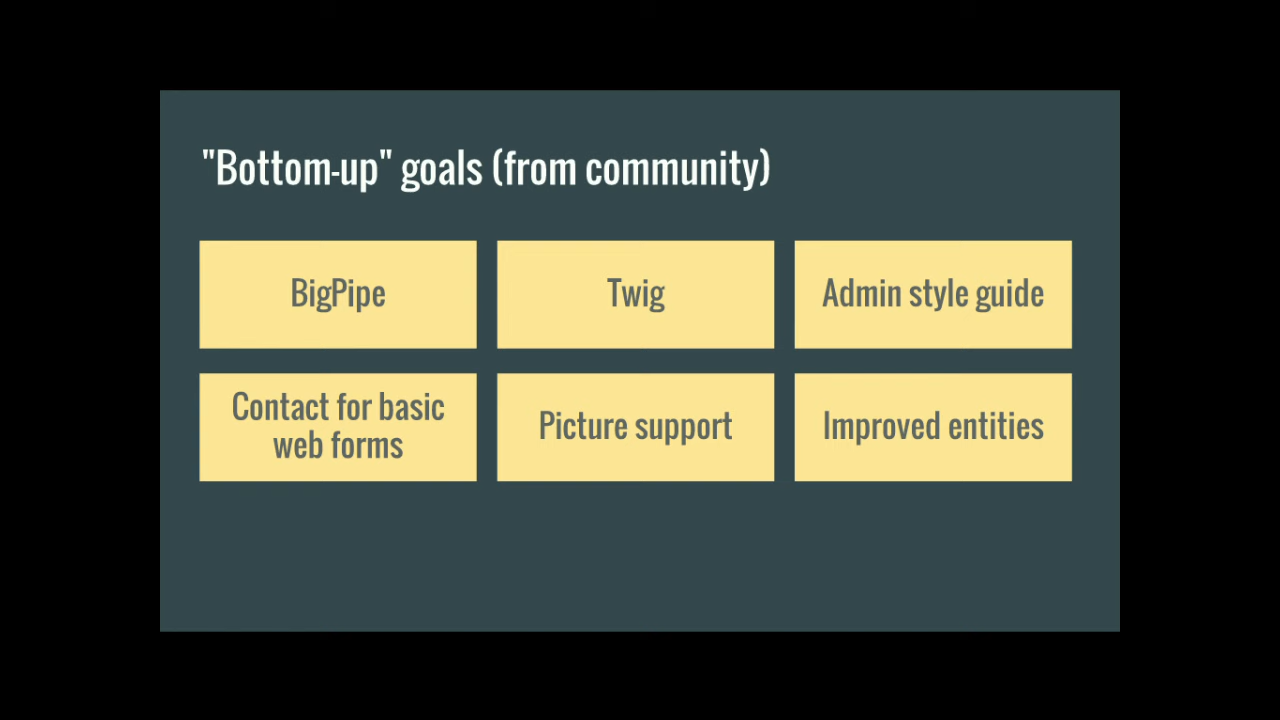 "Bottom-up" goals (from community)
BigPipe
Twig
Admin style guide
Contact for basic
web forms
Picture support
Improved entities